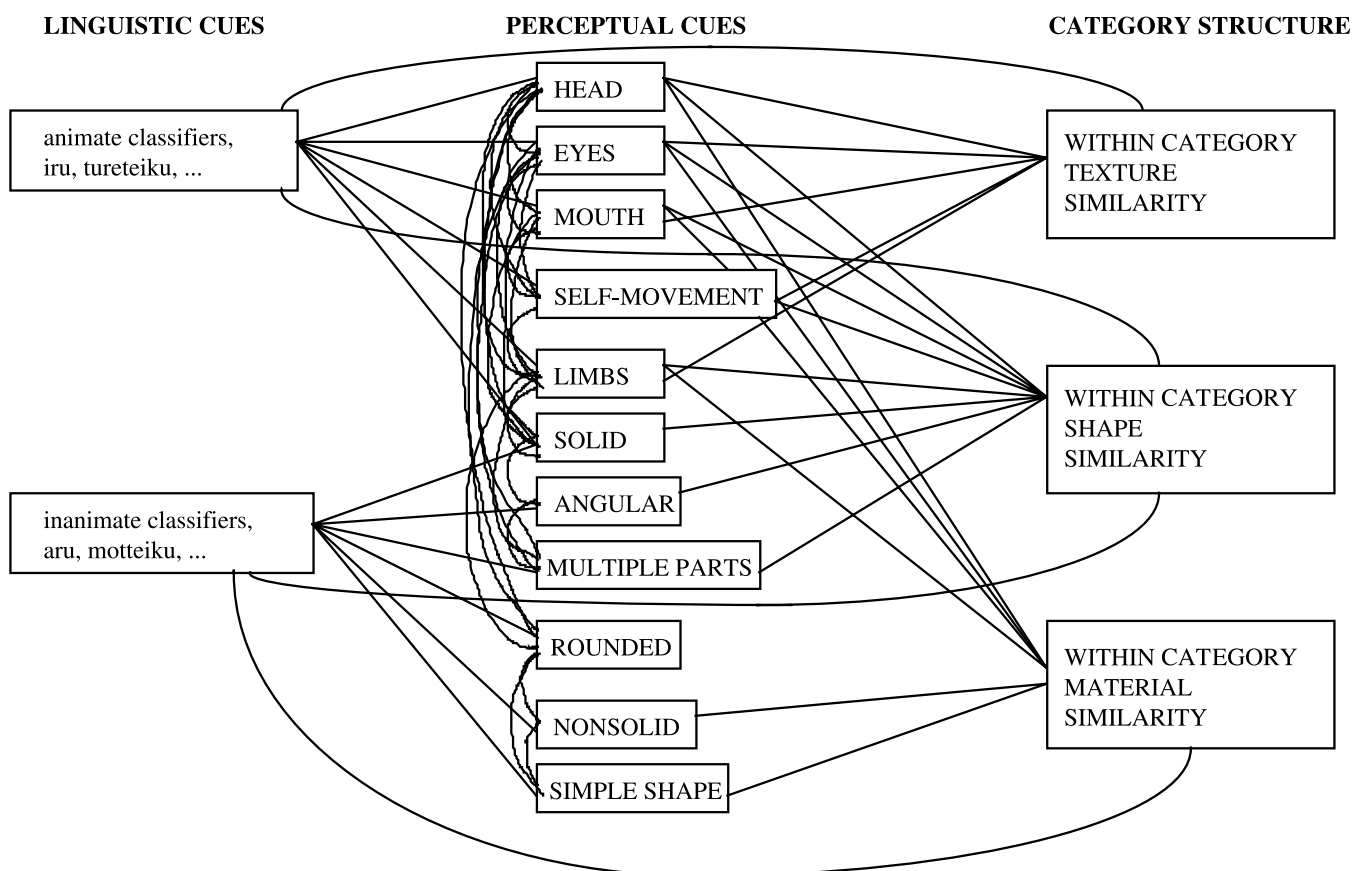 LINGUISTIC CUES
PERCEPTUAL CUES
CATEGORY STRUCTURE
animate classifiers,
iru, tureteiku, ...
inanimate classifiers,
aru, motteiku, ...
HEAD
EYES
MOUTH
SELF-MOVEMENT
LIMBS
SOLID
ANGULAR
MULTIPLE PARTS
ROUNDED
NONSOLID
SIMPLE SHAPE
WITHIN CATEGORY
TEXTURE
SIMILARITY
WITHIN CATEGORY
SHAPE
SIMILARITY
WITHIN CATEGORY
MATERIAL
SIMILARITY